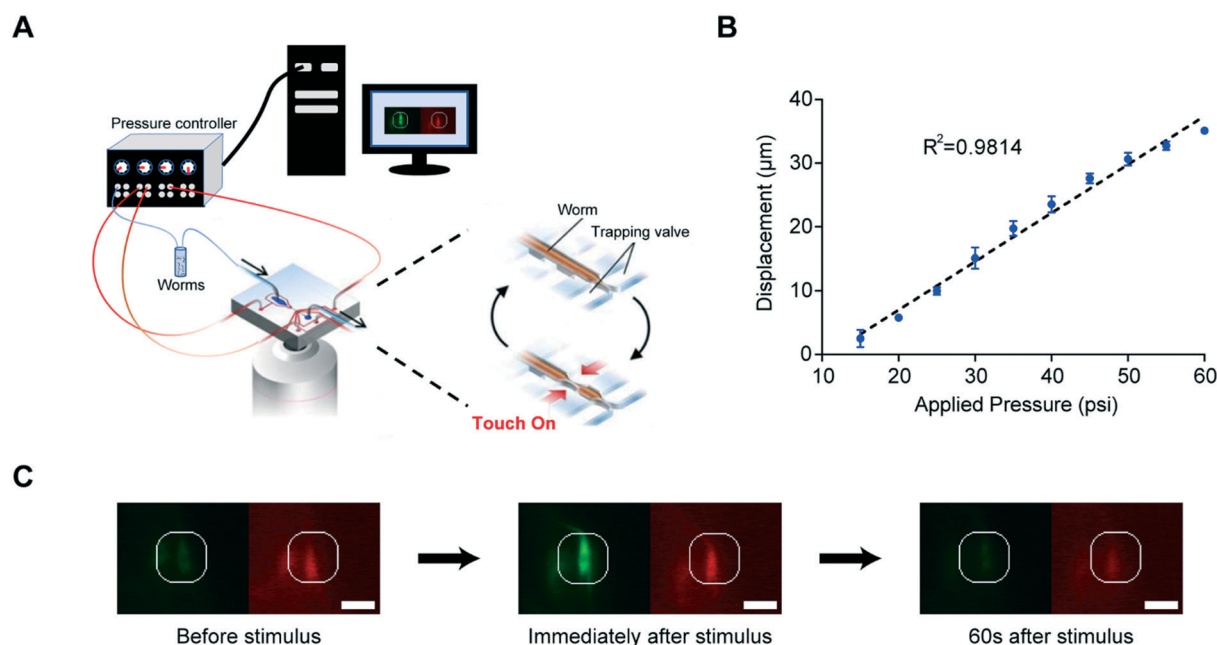 A
Pressure controller
Worms
Worm
Trapping valve
Touch On
B
40
30
20
10
0
R²=0.9814
Displacement (µm)
10
20
30
40
50
60
Applied Pressure (psi)
C
Before stimulus
Immediately after stimulus
60s after stimulus